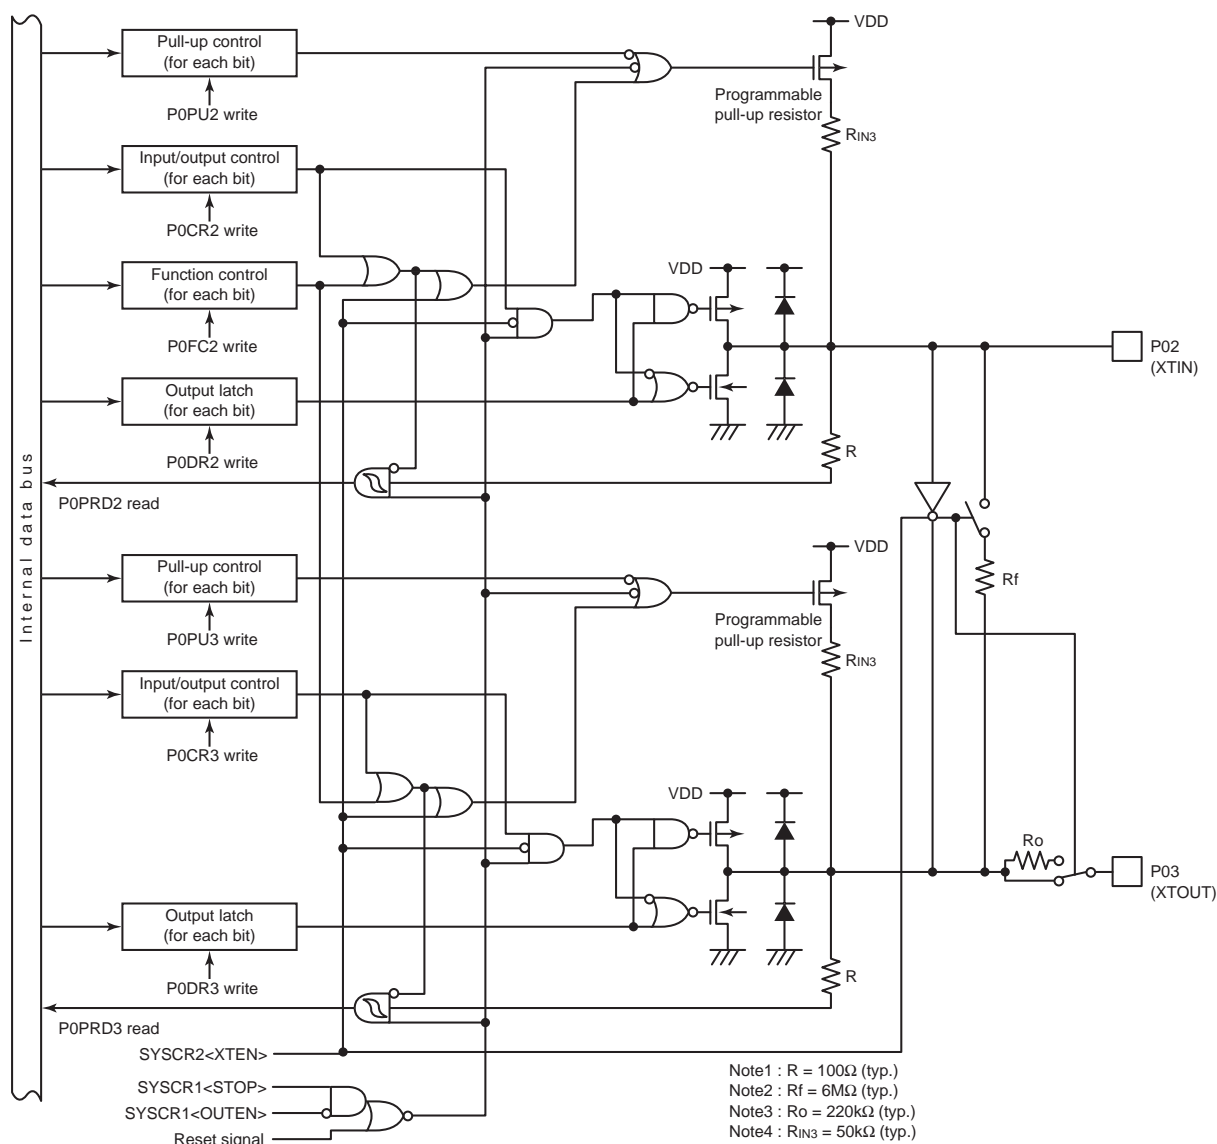 VDD
Pull-up control
(for each bit)
P0PU2 write
Programmable
pull-up resistor
RIN3
Input/output control
(for each bit)
P0CR2 write
Function control
(for each bit)
P0FC2 write
VDD
P02
(XTIN)
Output latch
(for each bit)
P0DR2 write
R
P0PRD2 read
Internal data bus
VDD
Pull-up control
(for each bit)
P0PU3 write
Rf
Programmable
pull-up resistor
RIN3
Input/output control
(for each bit)
P0CR3 write
VDD
Ro
P03
(XTOUT)
Output latch
(for each bit)
P0DR3 write
R
P0PRD3 read
SYSCR2<XTEN>
SYSCR1<STOP>
SYSCR1<OUTEN>
Reset signal
Note1 : R = 100Ω (typ.)
Note2 : Rf = 6MΩ (typ.)
Note3 : Ro = 220kΩ (typ.)
Note4 : RIN3 = 50kΩ (typ.)